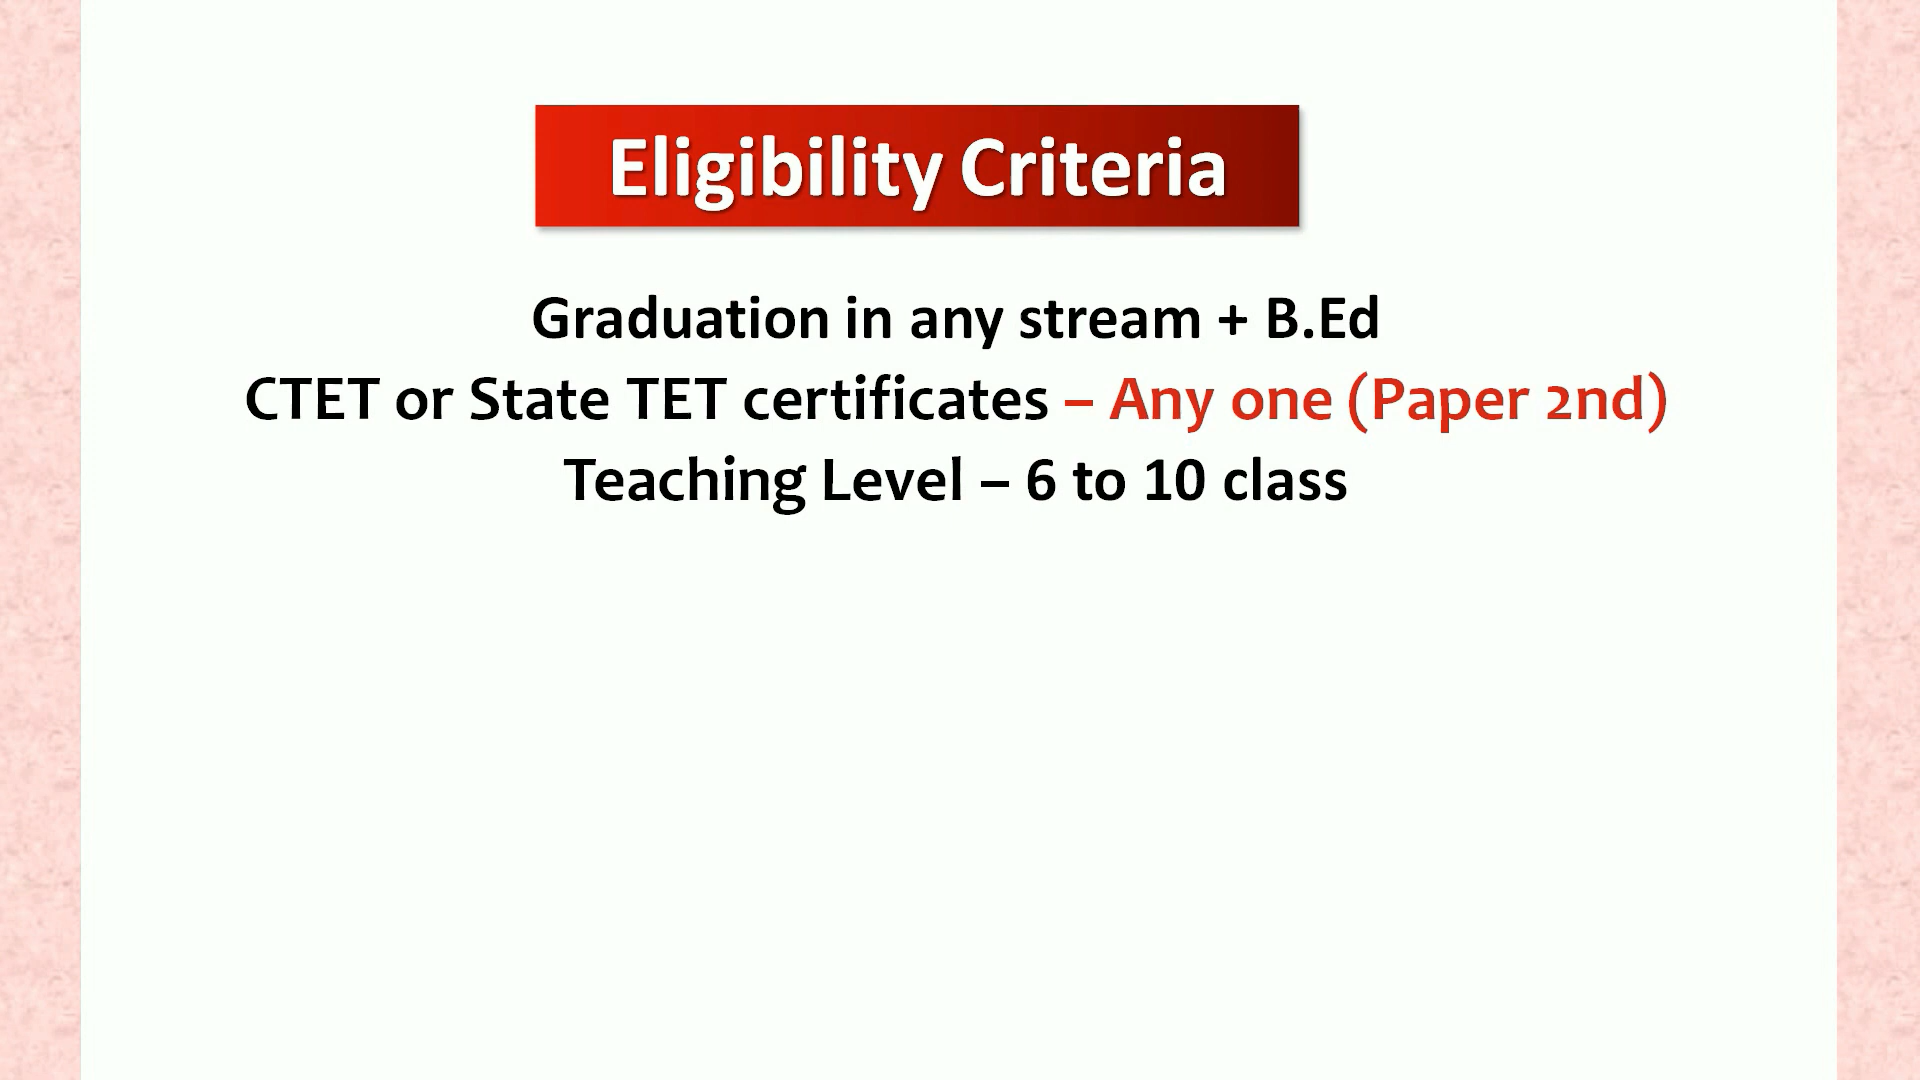 Eligibility Criteria
Graduation in any stream + B.Ed
CTET or State TET certificates – Any one (Paper 2nd)
Teaching Level – 6 to 10 class